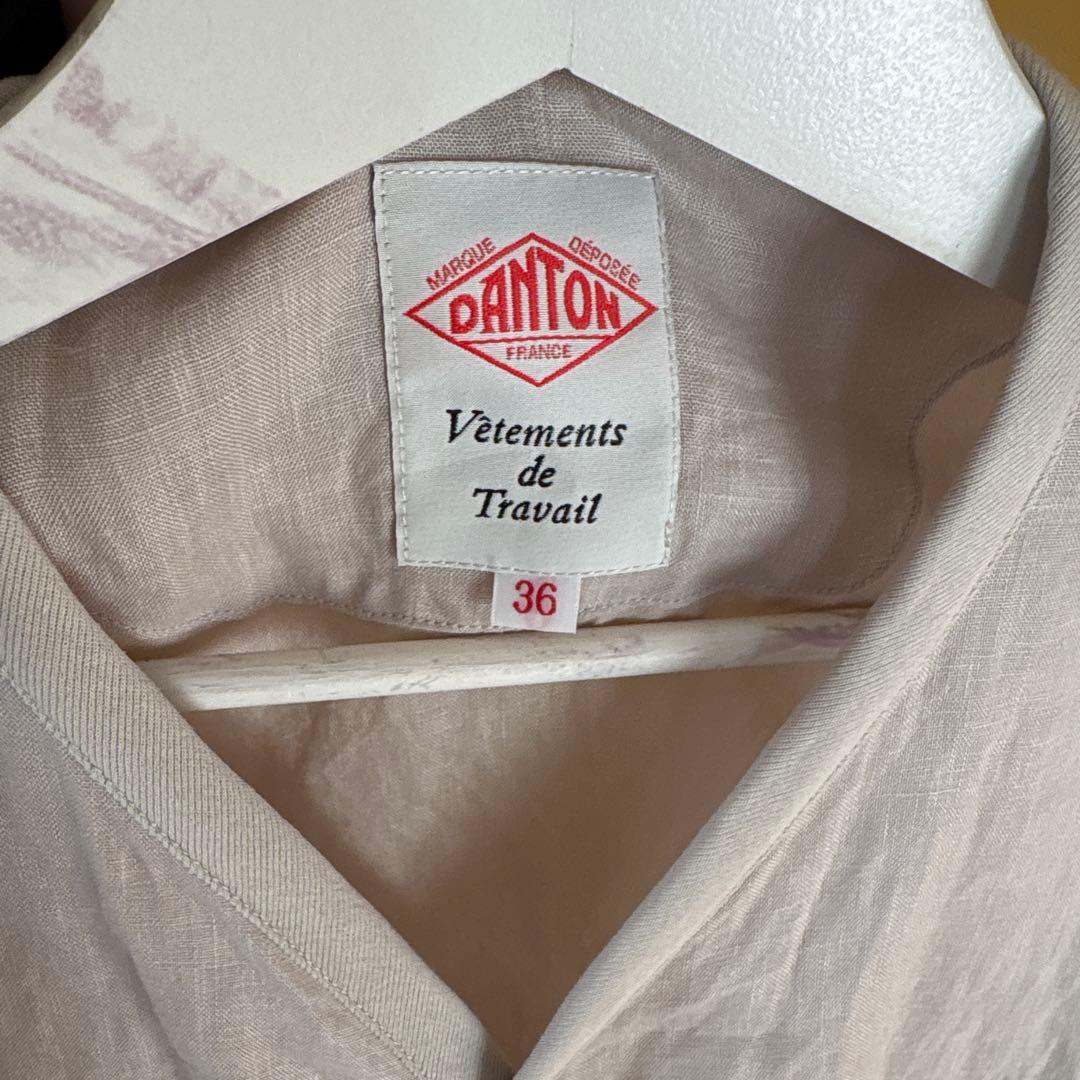 MARQUE DÉPOSÉE
DANTON
FRANCE
Vêtements
de
Travail
36